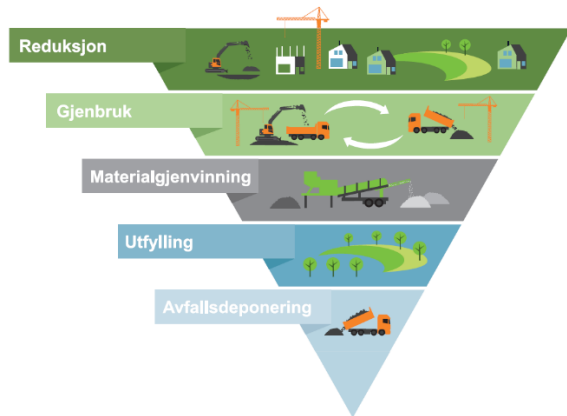 Reduksjon
Gjenbruk
Materialgjenvinning
Utfylling
Avfallsdeponering